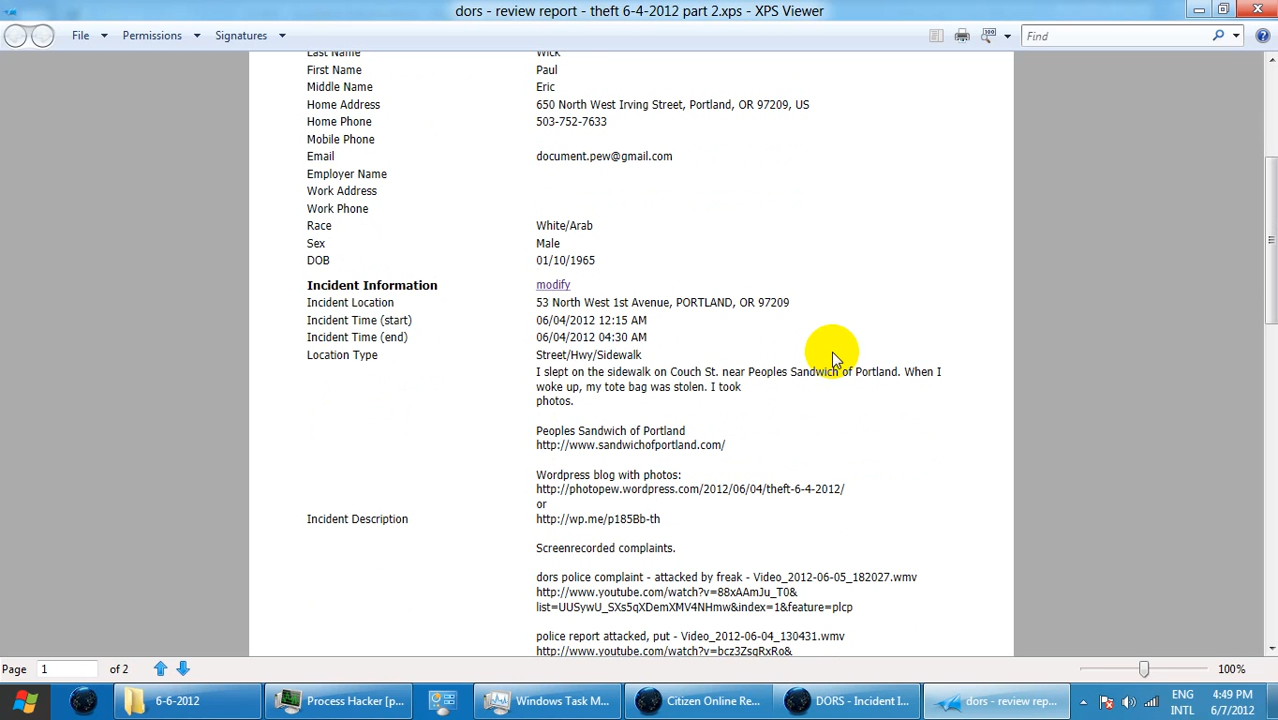 dors - review report - theft 6-4-2012 part 2.xps - XPS Viewer
File Permissions Signatures Find
Last Name Wick
First Name Paul
Middle Name Eric
Home Address 650 North West Irving Street, Portland, OR 97209, US
Home Phone 503-752-7633
Mobile Phone
Email document.pew@gmail.com
Employer Name
Work Address
Work Phone
Race White/Arab
Sex Male
DOB 01/10/1965
Incident Information modify
Incident Location 53 North West 1st Avenue, PORTLAND, OR 97209
Incident Time (start) 06/04/2012 12:15 AM
Incident Time (end) 06/04/2012 04:30 AM
Location Type Street/Hwy/Sidewalk
I slept on the sidewalk on Couch St. near Peoples Sandwich of Portland. When I
woke up, my tote bag was stolen. I took
photos.
Peoples Sandwich of Portland
http://www.sandwichofportland.com/
Wordpress blog with photos:
http://photopew.wordpress.com/2012/06/04/theft-6-4-2012/
or
Incident Description http://wp.me/p185Bb-th
Screenrecorded complaints.
dors police complaint - attacked by freak - Video_2012-06-05_182027.wmv
http://www.youtube.com/watch?v=88xAAmJu_T0&
list=UUSywU_SXs5qXDemXMV4NHmw&index=1&feature=plcp
police report attacked, put - Video_2012-06-04_130431.wmv
http://www.youtube.com/watch?v=bcz3ZsqRxRo&
Page 1 of 2 100%
6-6-2012 Process Hacker [p... Windows Task M... Citizen Online Re... DORS - Incident I... dors - review rep... ENG INTL 4:49 PM 6/7/2012